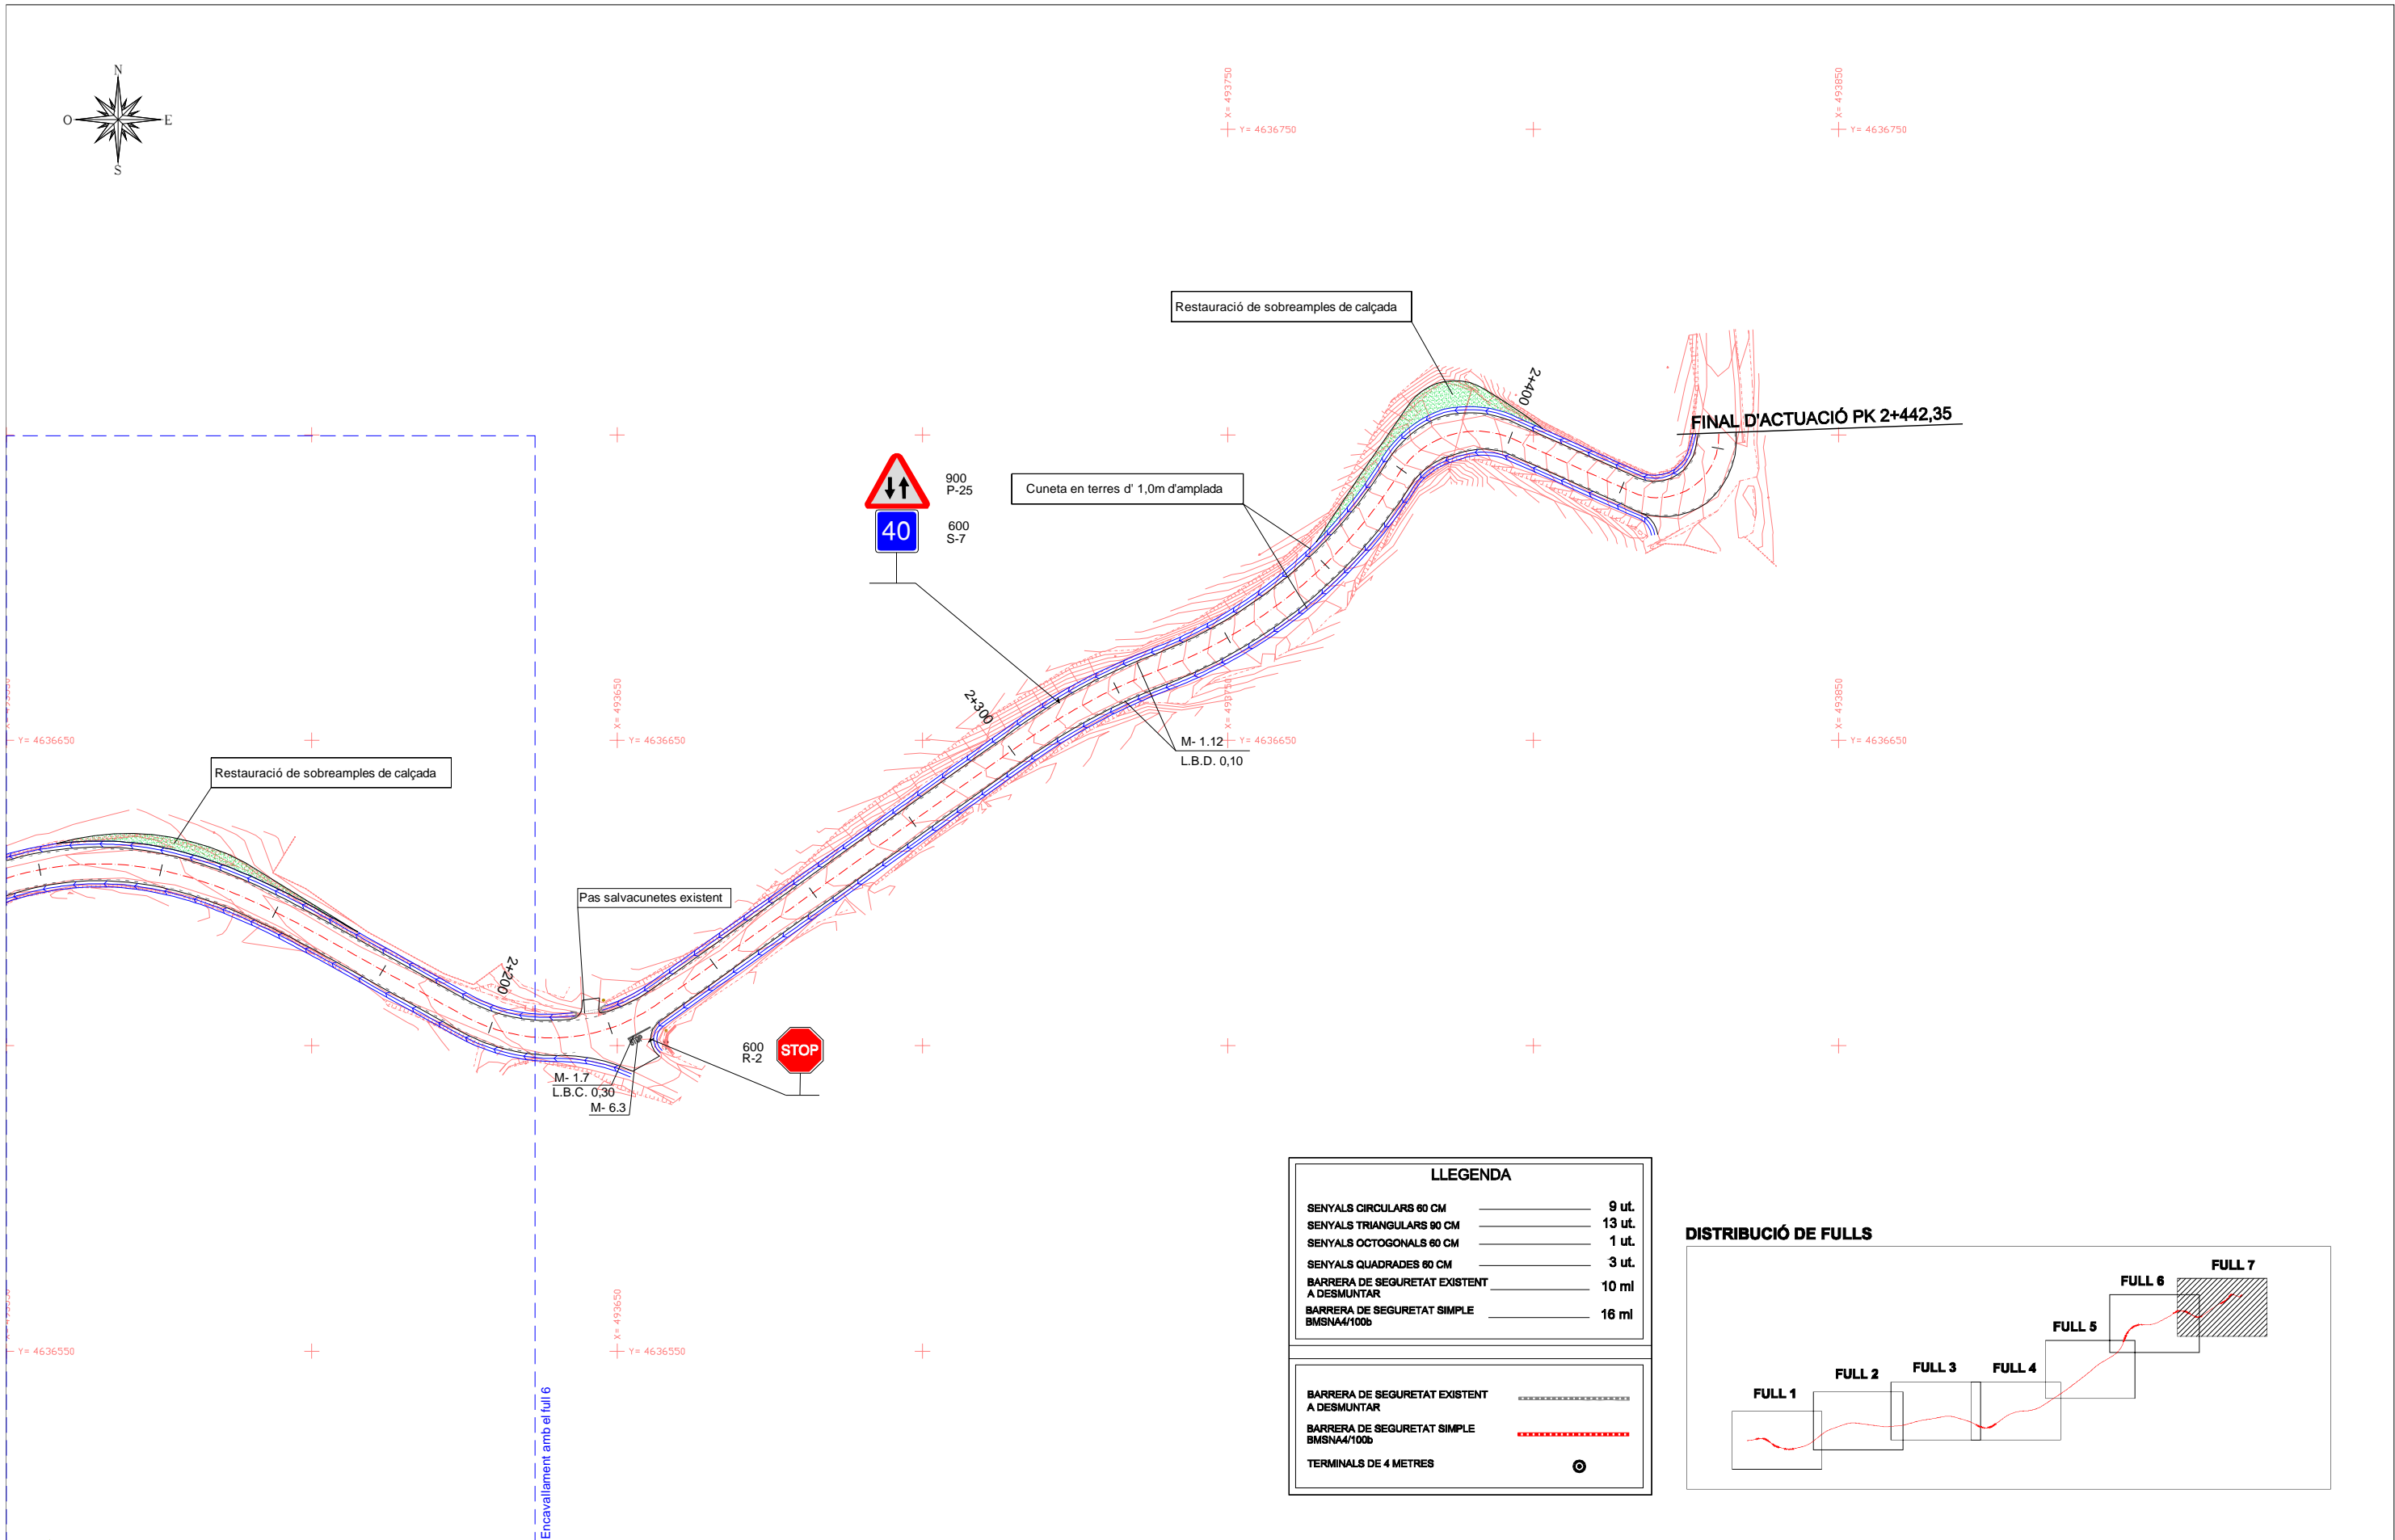 N
O
E
S
X= 493750
Y= 4636750
X= 493850
Y= 4636750
Restauració de sobreamples de calçada
2+400
FINAL D'ACTUACIÓ PK 2+442,35
900
P-25
40
600
S-7
Cuneta en terres d' 1,0m d'amplada
2+300
Y= 4636650
X= 493650
Y= 4636650
X= 493750
Y= 4636650
X= 493850
Y= 4636650
M- 1.12
L.B.D. 0,10
Restauració de sobreamples de calçada
Pas salvacunetes existent
2+200
600
R-2
STOP
M- 1.7
L.B.C. 0,30
M- 6.3
Y= 4636550
X= 493650
Y= 4636550
Encavallament amb el full 6
LLEGENDA
SENYALS CIRCULARS 60 CM 9 ut.
SENYALS TRIANGULARS 90 CM 13 ut.
SENYALS OCTOGONALS 60 CM 1 ut.
SENYALS QUADRADES 60 CM 3 ut.
BARRERA DE SEGURETAT EXISTENT
A DESMUNTAR 10 ml
BARRERA DE SEGURETAT SIMPLE
BMSNA4/100b 16 ml
BARRERA DE SEGURETAT EXISTENT
A DESMUNTAR
BARRERA DE SEGURETAT SIMPLE
BMSNA4/100b
TERMINALS DE 4 METRES
DISTRIBUCIÓ DE FULLS
FULL 1
FULL 2
FULL 3
FULL 4
FULL 5
FULL 6
FULL 7